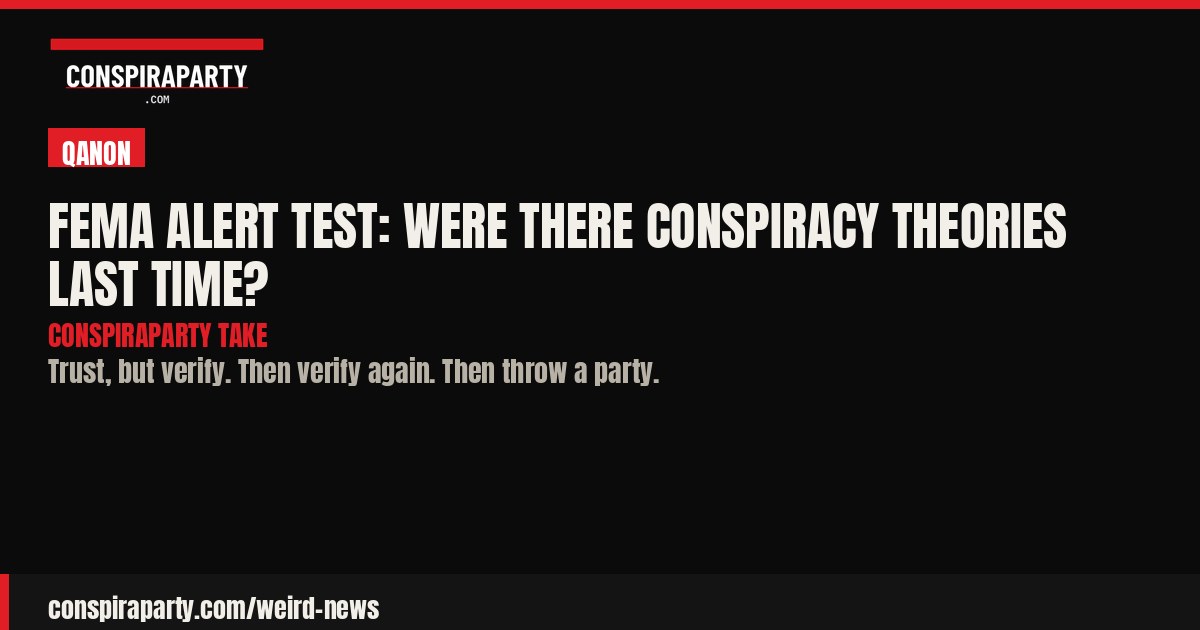 CONSPIRAPARTY
.COM
QANON
FEMA ALERT TEST: WERE THERE CONSPIRACY THEORIES
LAST TIME?
CONSPIRAPARTY TAKE
Trust, but verify. Then verify again. Then throw a party.
conspiraparty.com/weird-news